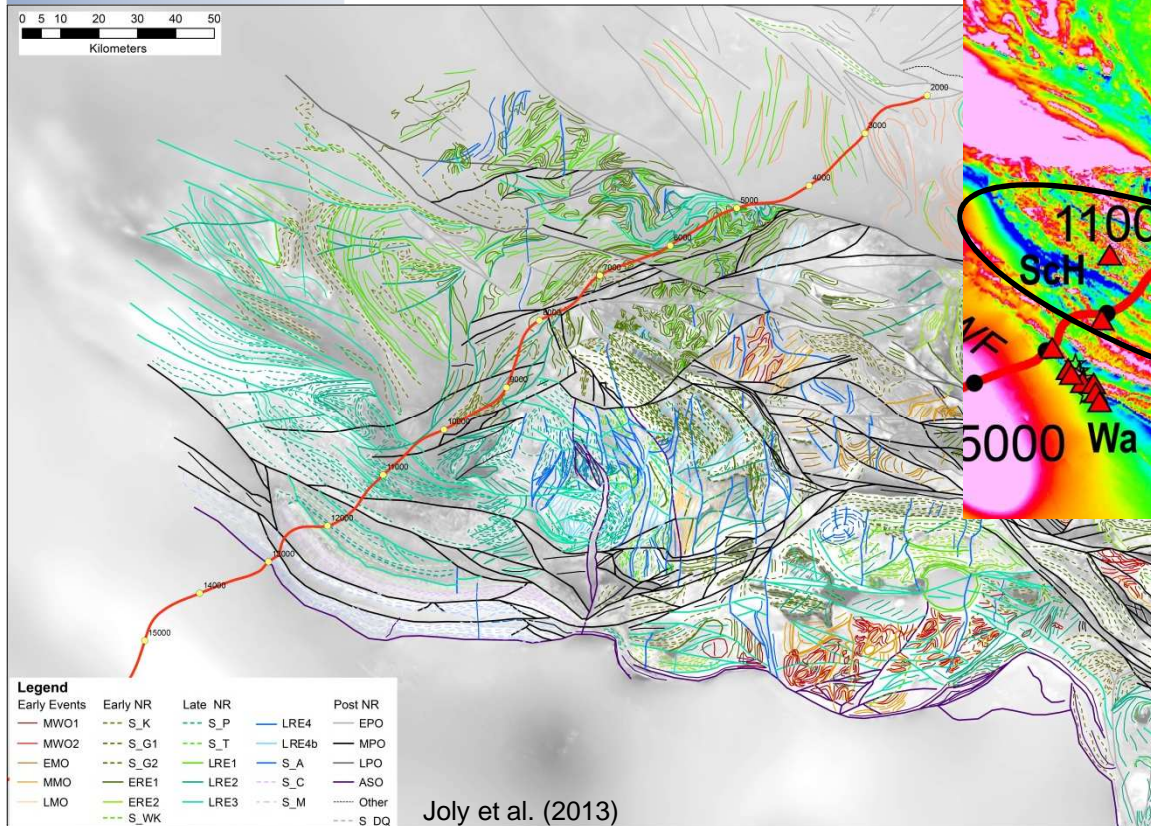 0 5 10 20 30 40 50
Kilometers
2000
3000
4000
5000
6000
7000
8000
9000
10000
11000
12000
13000
14000
15000
1100
ScH
WF
5000
Wa
Legend
Early Events Early NR Late NR Post NR
MWO1 S_K S_P LRE4 EPO
MWO2 S_G1 S_T LRE4b MPO
EMO S_G2 LRE1 S_A LPO
MMO ERE1 LRE2 S_C ASO
LMO ERE2 LRE3 S_M Other
S_WK S_DQ
Joly et al. (2013)